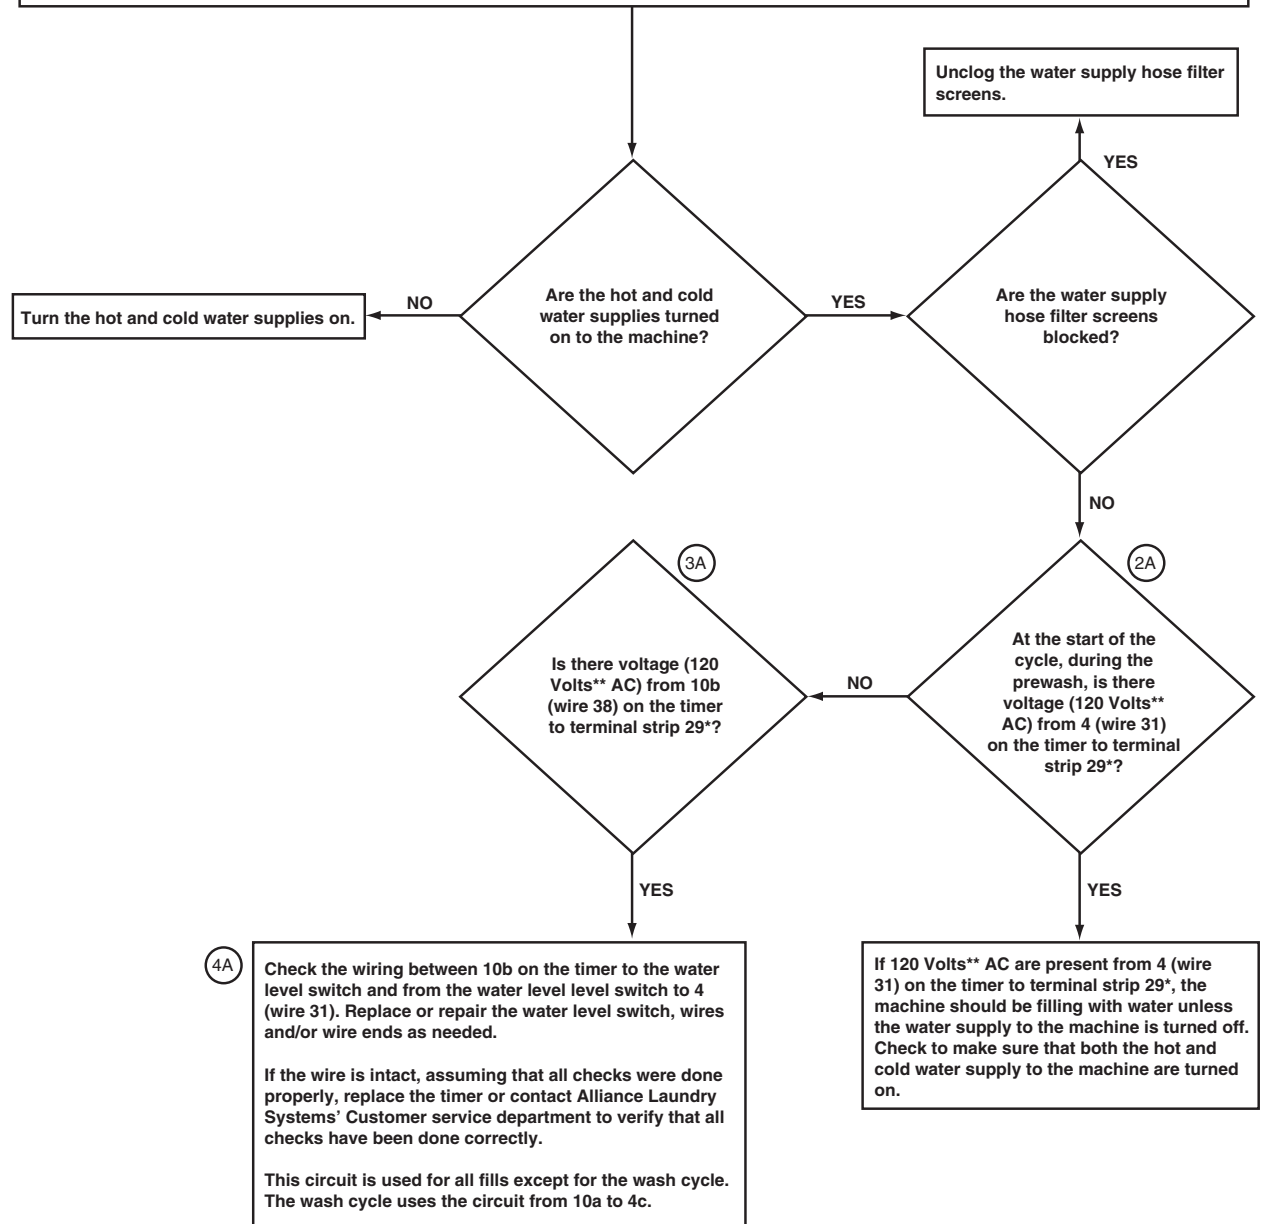 Unclog the water supply hose filter
screens.
YES
Are the hot and cold
water supplies turned
on to the machine?
NO
Turn the hot and cold water supplies on.
YES
Are the water supply
hose filter screens
blocked?
NO
2A
At the start of the
cycle, during the
prewash, is there
voltage (120 Volts**
AC) from 4 (wire 31)
on the timer to terminal
strip 29*?
NO
3A
Is there voltage (120
Volts** AC) from 10b
(wire 38) on the timer
to terminal strip 29*?
YES
YES
4A
Check the wiring between 10b on the timer to the water
level switch and from the water level level switch to 4
(wire 31). Replace or repair the water level switch, wires
and/or wire ends as needed.
If the wire is intact, assuming that all checks were done
properly, replace the timer or contact Alliance Laundry
Systems’ Customer service department to verify that all
checks have been done correctly.
This circuit is used for all fills except for the wash cycle.
The wash cycle uses the circuit from 10a to 4c.
If 120 Volts** AC are present from 4 (wire
31) on the timer to terminal strip 29*, the
machine should be filling with water unless
the water supply to the machine is turned off.
Check to make sure that both the hot and
cold water supply to the machine are turned
on.